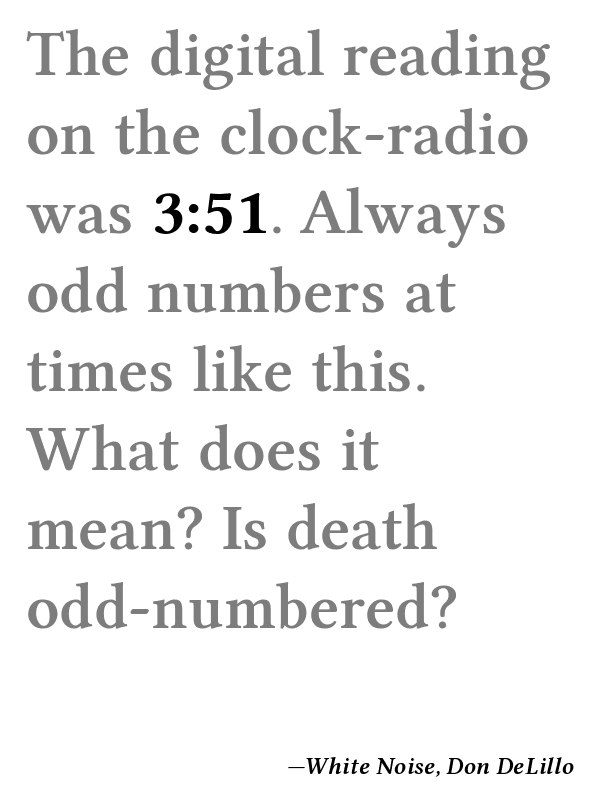 The digital reading
on the clock-radio
was 3:51. Always
odd numbers at
times like this.
What does it
mean? Is death
odd-numbered?
—White Noise, Don DeLillo